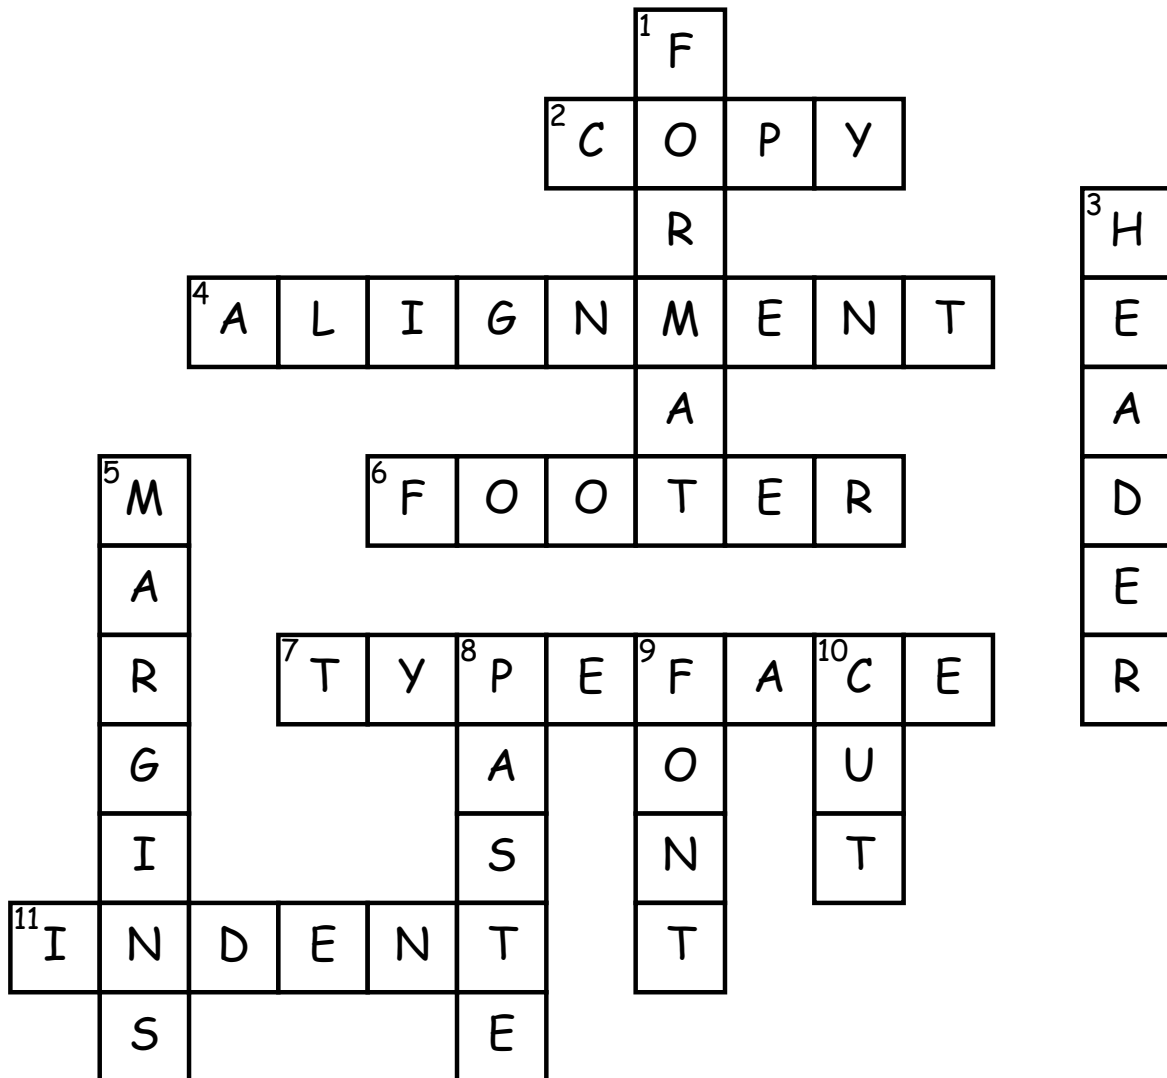 1 F
2 C O P Y
R 3 H
4 A L I G N M E N T E
A A
5 M 6 F O O T E R D
A E
R 7 T Y 8 P E 9 F A 10 C E R
G A O U
I S N T
11 I N D E N T T
S E